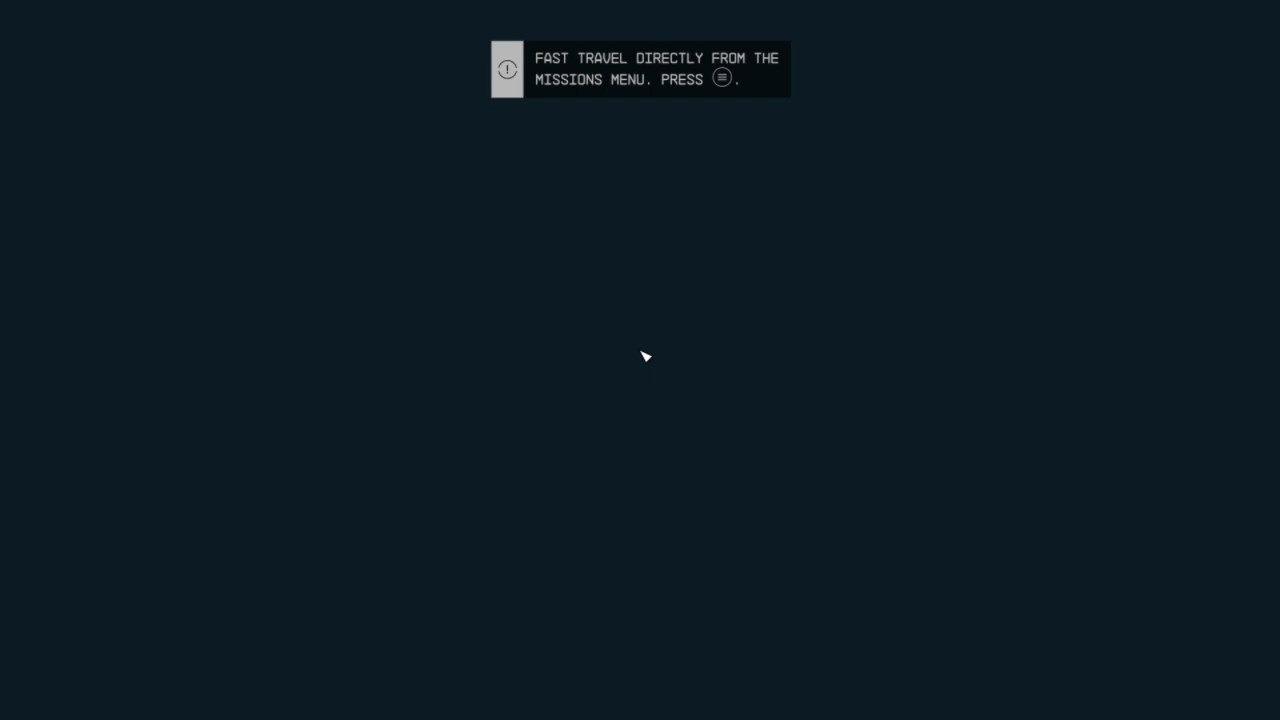 FAST TRAVEL DIRECTLY FROM THE
MISSIONS MENU. PRESS .